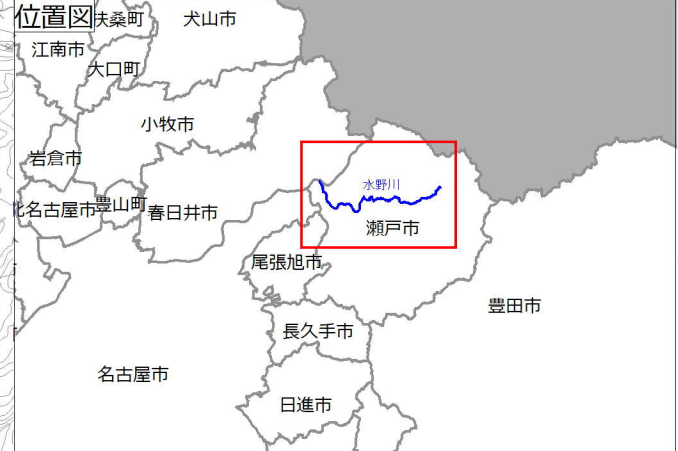 位置図
扶桑町
犬山市
江南市
大口町
小牧市
岩倉市
水野川
北名古屋市
豊山町
春日井市
瀬戸市
尾張旭市
豊田市
長久手市
名古屋市
日進市